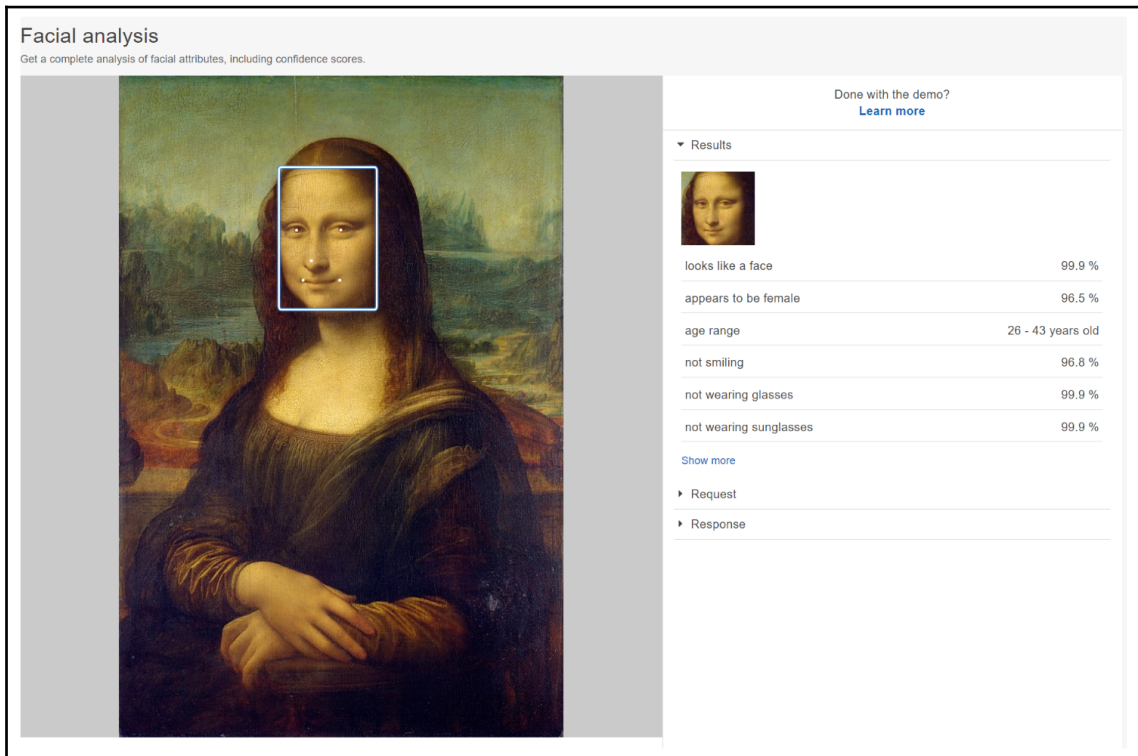 Facial analysis
Get a complete analysis of facial attributes, including confidence scores.
Done with the demo?
Learn more
Results
looks like a face 99.9 %
appears to be female 96.5 %
age range 26 - 43 years old
not smiling 96.8 %
not wearing glasses 99.9 %
not wearing sunglasses 99.9 %
Show more
Request
Response